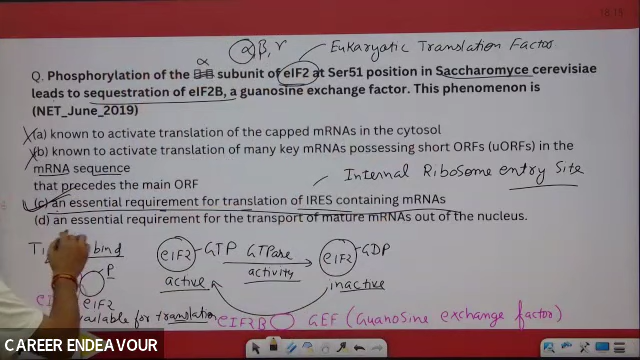 α, β, γ
Eukaryotic Translation Factor
α
Q. Phosphorylation of the subunit of eIF2 at Ser51 position in Saccharomyce cerevisiae
leads to sequestration of eIF2B, a guanosine exchange factor. This phenomenon is
(NET_June_2019)
(a) known to activate translation of the capped mRNAs in the cytosol
(b) known to activate translation of many key mRNAs possessing short ORFs (uORFs) in the
mRNA sequence
Internal Ribosome entry Site
that precedes the main ORF
(c) an essential requirement for translation of IRES containing mRNAs
(d) an essential requirement for the transport of mature mRNAs out of the nucleus.
bind
eIF2 GTP GTPase eIF2 GDP
P
activity
active inactive
eIF2
available for translation eIF2B GEF (Guanosine exchange factor)
CAREER ENDEAVOUR